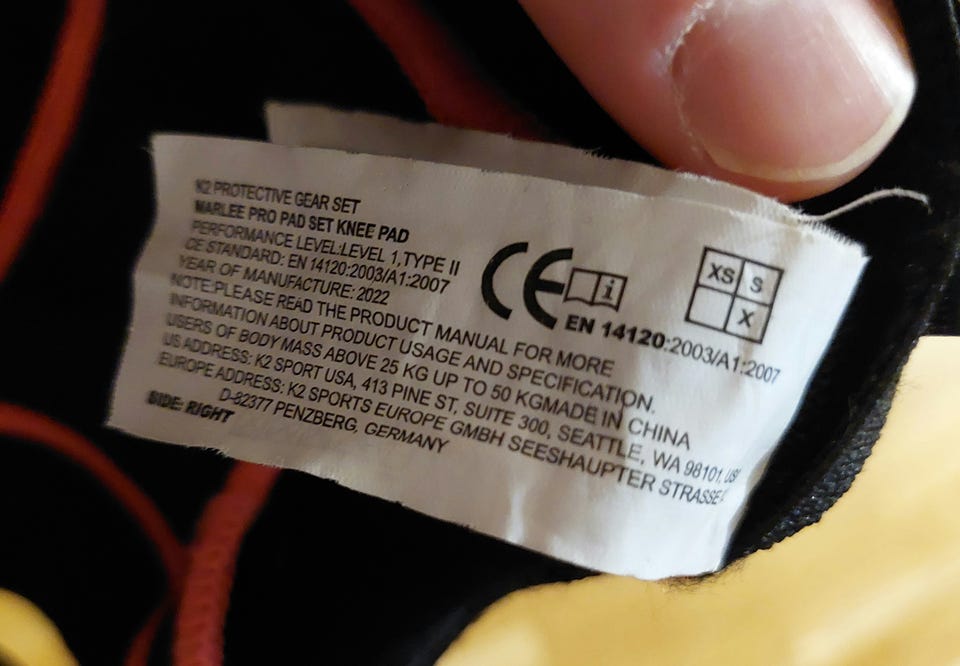 K2 PROTECTIVE GEAR SET
MARLEE PRO PAD SET KNEE PAD
PERFORMANCE LEVEL:LEVEL 1,TYPE II
CE STANDARD: EN 14120:2003/A1:2007
YEAR OF MANUFACTURE: 2022
NOTE:PLEASE READ THE PRODUCT MANUAL FOR MORE
INFORMATION ABOUT PRODUCT USAGE AND SPECIFICATION.
USERS OF BODY MASS ABOVE 25 KG UP TO 50 KGMADE IN CHINA
US ADDRESS: K2 SPORT USA, 413 PINE ST, SUITE 300, SEATTLE, WA 98101,
EUROPE ADDRESS: K2 SPORTS EUROPE GMBH SEESHAUPTER STRASSE
D-82377 PENZBERG, GERMANY
SIDE: RIGHT
CE
i
EN 14120:2003/A1:2007
XS S
X